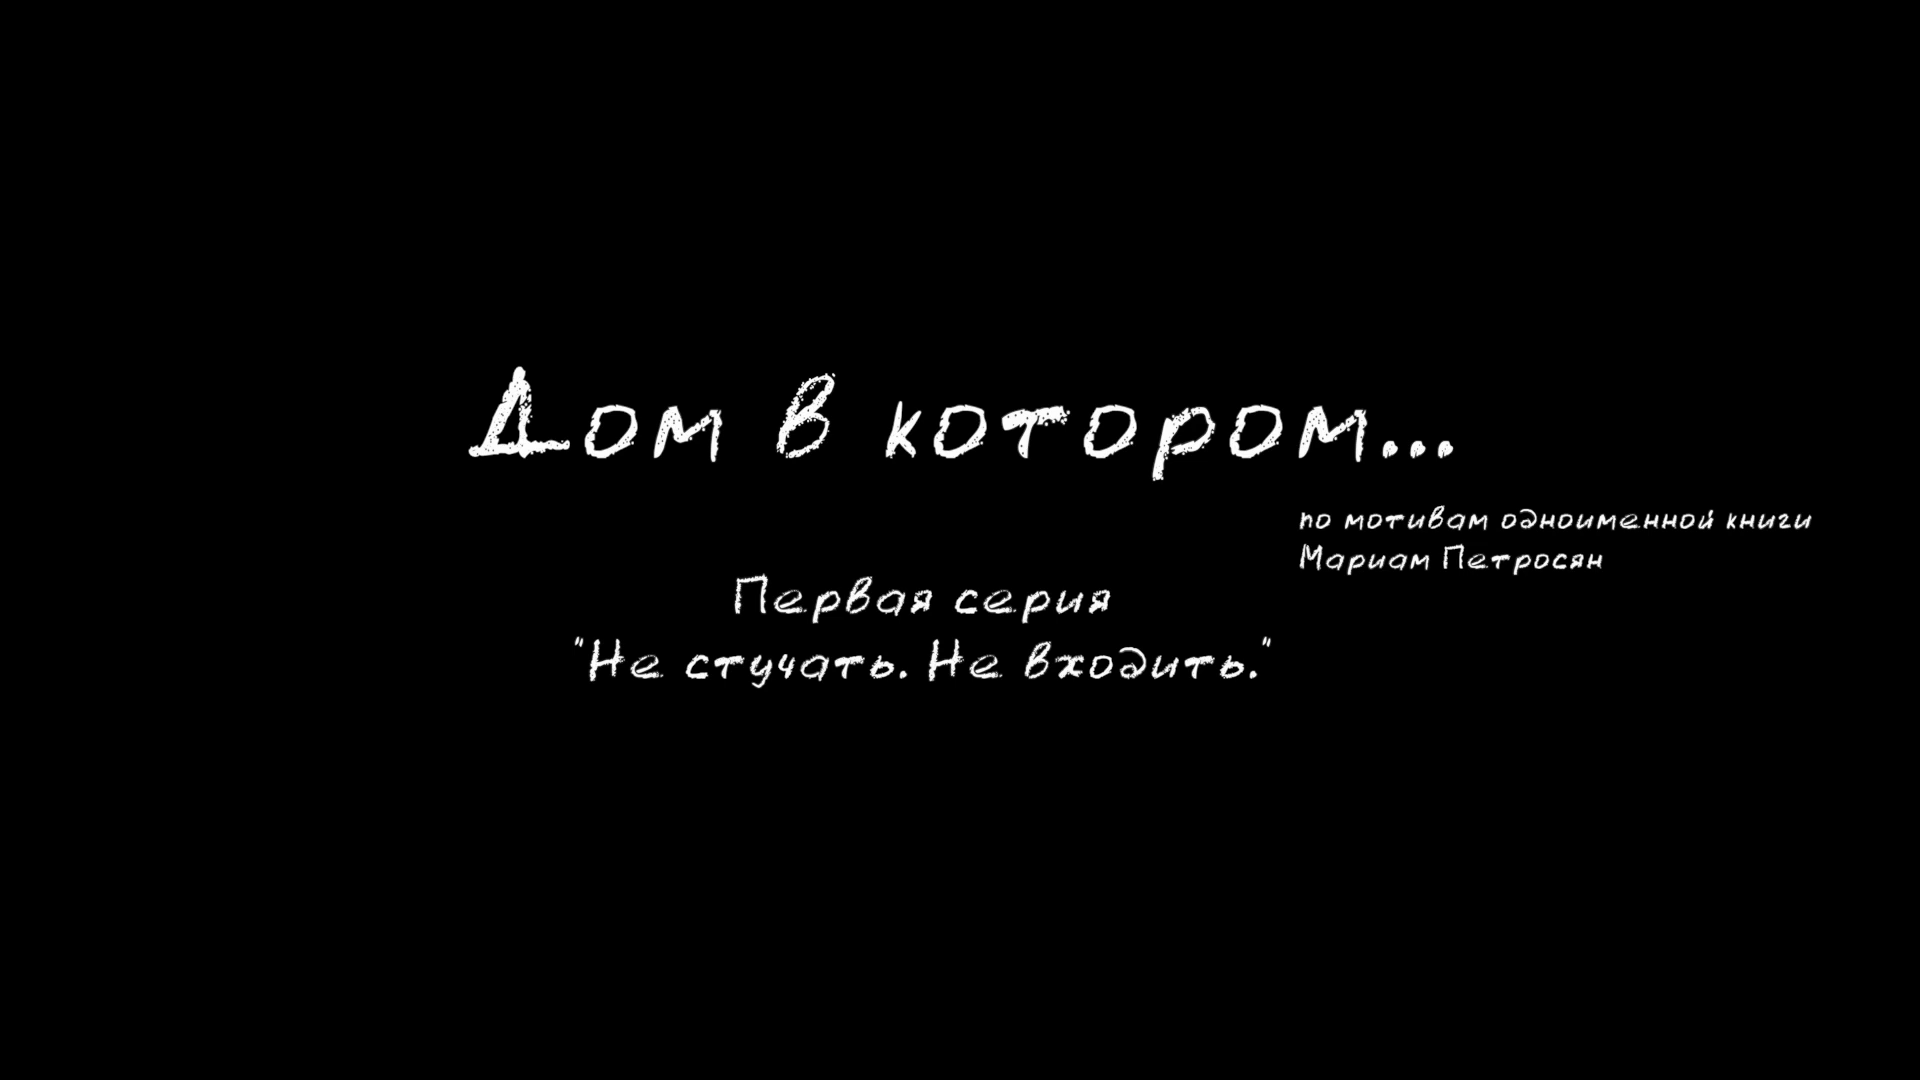 Дом в котором...
по мотивам одноименной книги
Мариам Петросян
Первая серия
"Не стучать. Не входить."